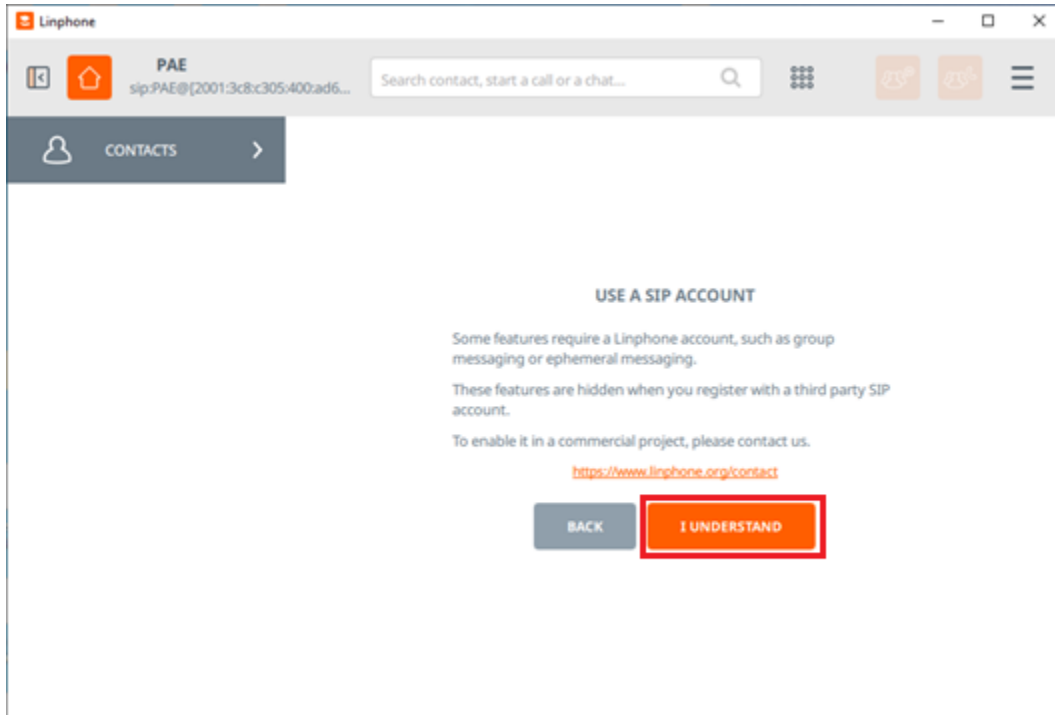 Linphone
PAE
sip:PAE@[2001:3c8:c305:400:ad6...
Search contact, start a call or a chat...
CONTACTS
USE A SIP ACCOUNT
Some features require a Linphone account, such as group
messaging or ephemeral messaging.
These features are hidden when you register with a third party SIP
account.
To enable it in a commercial project, please contact us.
https://www.linphone.org/contact
BACK
I UNDERSTAND